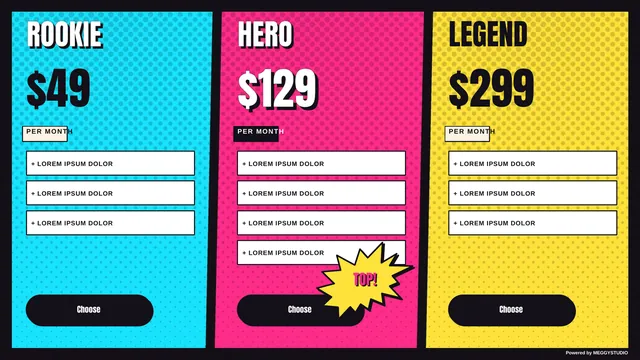 ROOKIE
$49
PER MONTH
+ LOREM IPSUM DOLOR
+ LOREM IPSUM DOLOR
+ LOREM IPSUM DOLOR
Choose
HERO
$129
PER MONTH
+ LOREM IPSUM DOLOR
+ LOREM IPSUM DOLOR
+ LOREM IPSUM DOLOR
+ LOREM IPSUM DOLOR
TOP!
Choose
LEGEND
$299
PER MONTH
+ LOREM IPSUM DOLOR
+ LOREM IPSUM DOLOR
+ LOREM IPSUM DOLOR
Choose
Powered by MEGGYSTUDIO